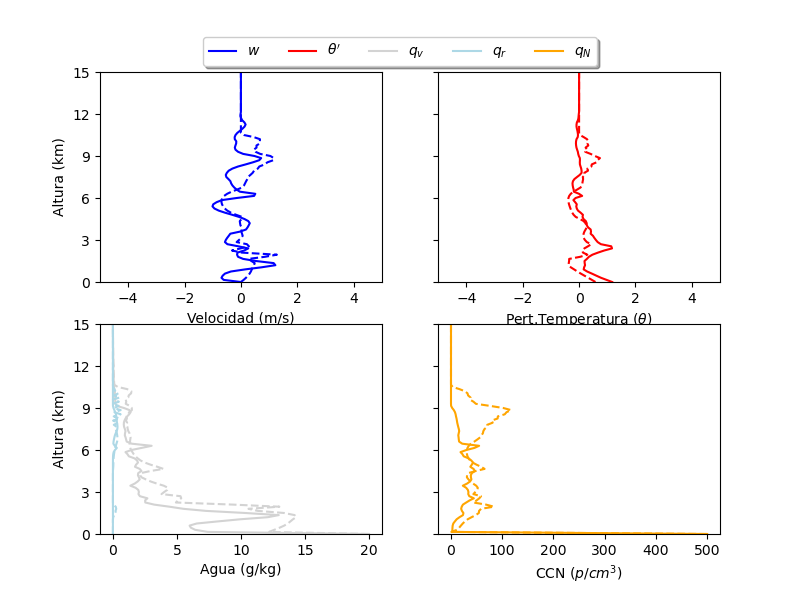 w θ′ q_v q_r q_N
15
12
9
6
3
0
Altura (km)
−4 −2 0 2 4
Velocidad (m/s)
−4 −2 0 2 4
Pert.Temperatura (θ)
15
12
9
6
3
0
Altura (km)
0 5 10 15 20
Agua (g/kg)
0 100 200 300 400 500
CCN (p/cm³)